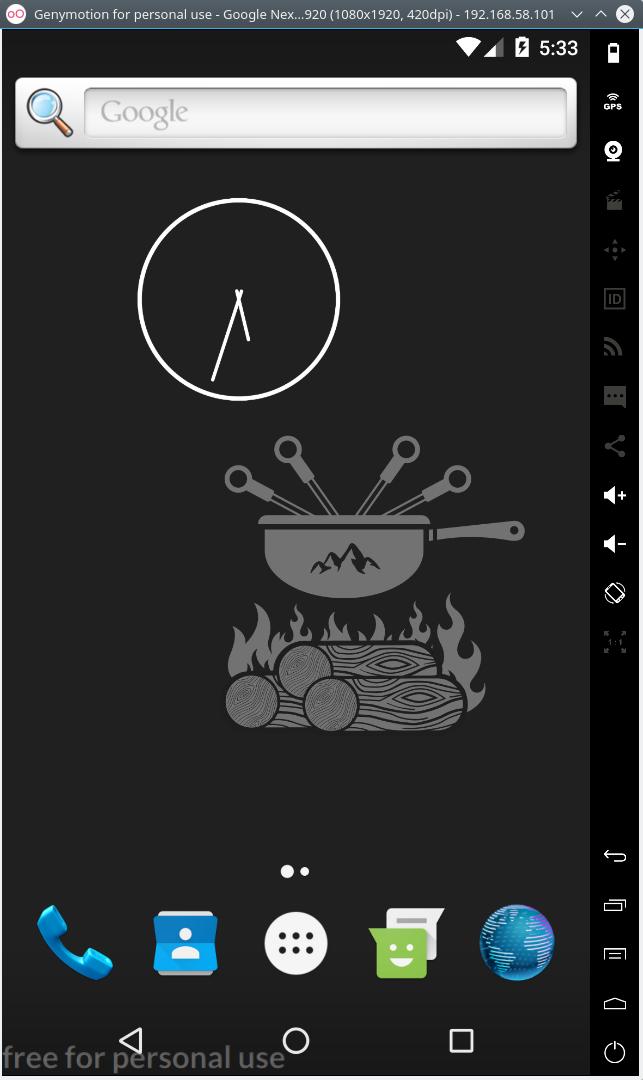 Genymotion for personal use - Google Nex...920 (1080x1920, 420dpi) - 192.168.58.101
5:33
GPS
Google
ID
1:1
free for personal use